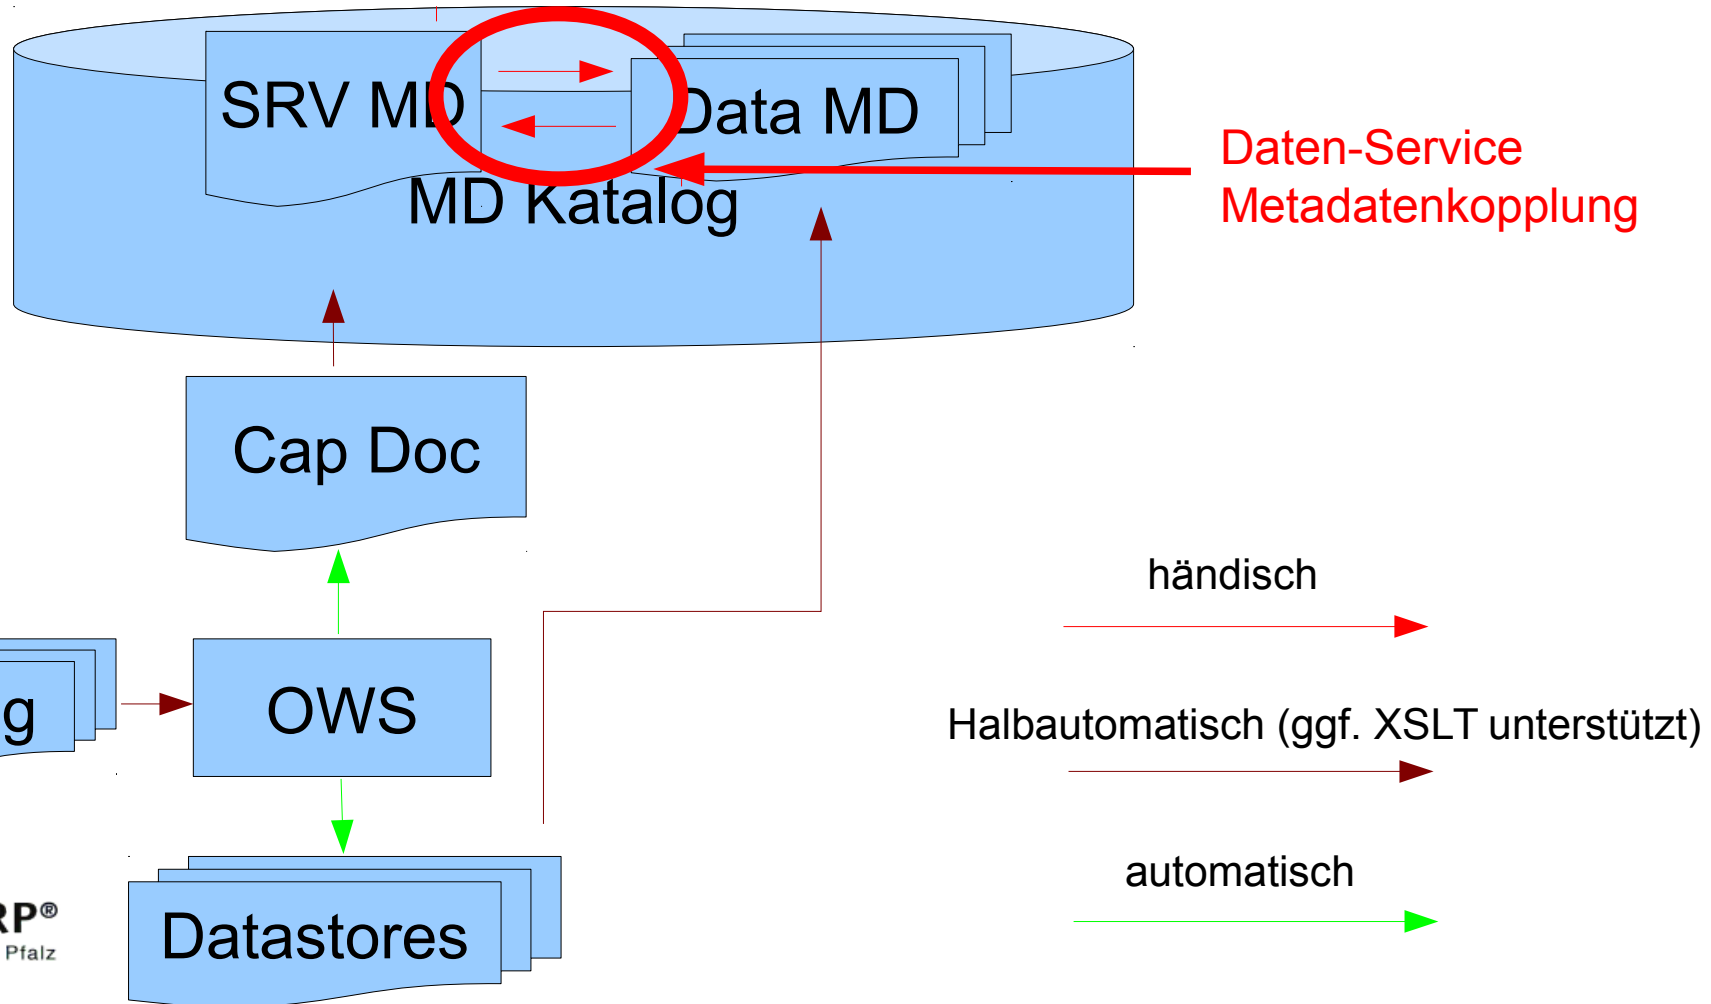 SRV MD
Data MD
MD Katalog
Daten-Service
Metadatenkopplung
Cap Doc
händisch
g
OWS
Halbautomatisch (ggf. XSLT unterstützt)
automatisch
RP®
Pfalz
Datastores